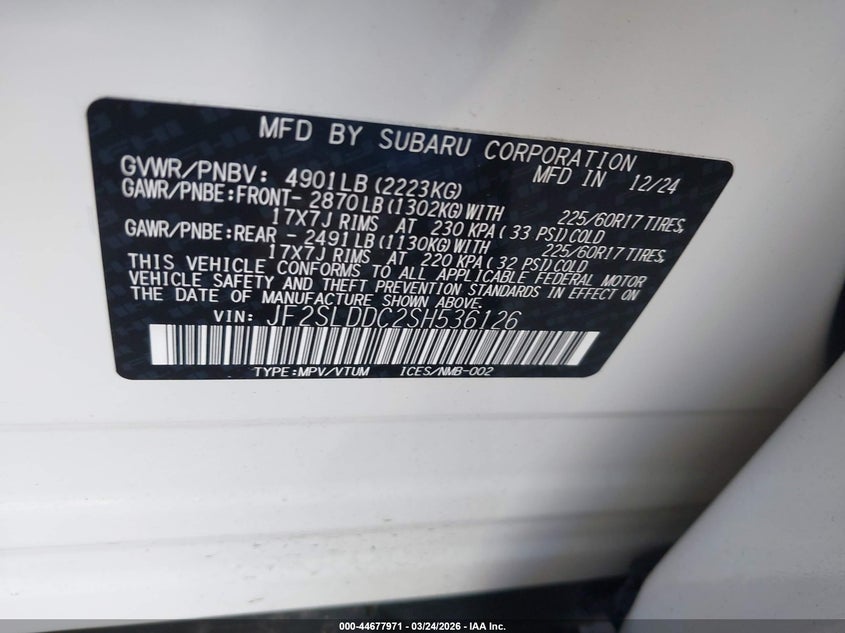 MFD BY SUBARU CORPORATION
GVWR/PNBV: 4901LB(2223KG) MFD IN 12/24
GAWR/PNBE:FRONT- 2870LB(1302KG)WITH 225/60R17 TIRES,
17X7J RIMS AT 230 KPA( 33 PSI)COLD
GAWR/PNBE:REAR - 2491LB(1130KG)WITH 225/60R17 TIRES,
17X7J RIMS AT 220 KPA( 32 PSI)COLD
THIS VEHICLE CONFORMS TO ALL APPLICABLE FEDERAL MOTOR
VEHICLE SAFETY AND THEFT PREVENTION STANDARDS IN EFFECT ON
THE DATE OF MANUFACTURE SHOWN ABOVE.
VIN: JF2SLDDC2SH536126
TYPE:MPV/VTUM ICES/NMB-002
000-44677971 - 03/24/2026 - IAA Inc.